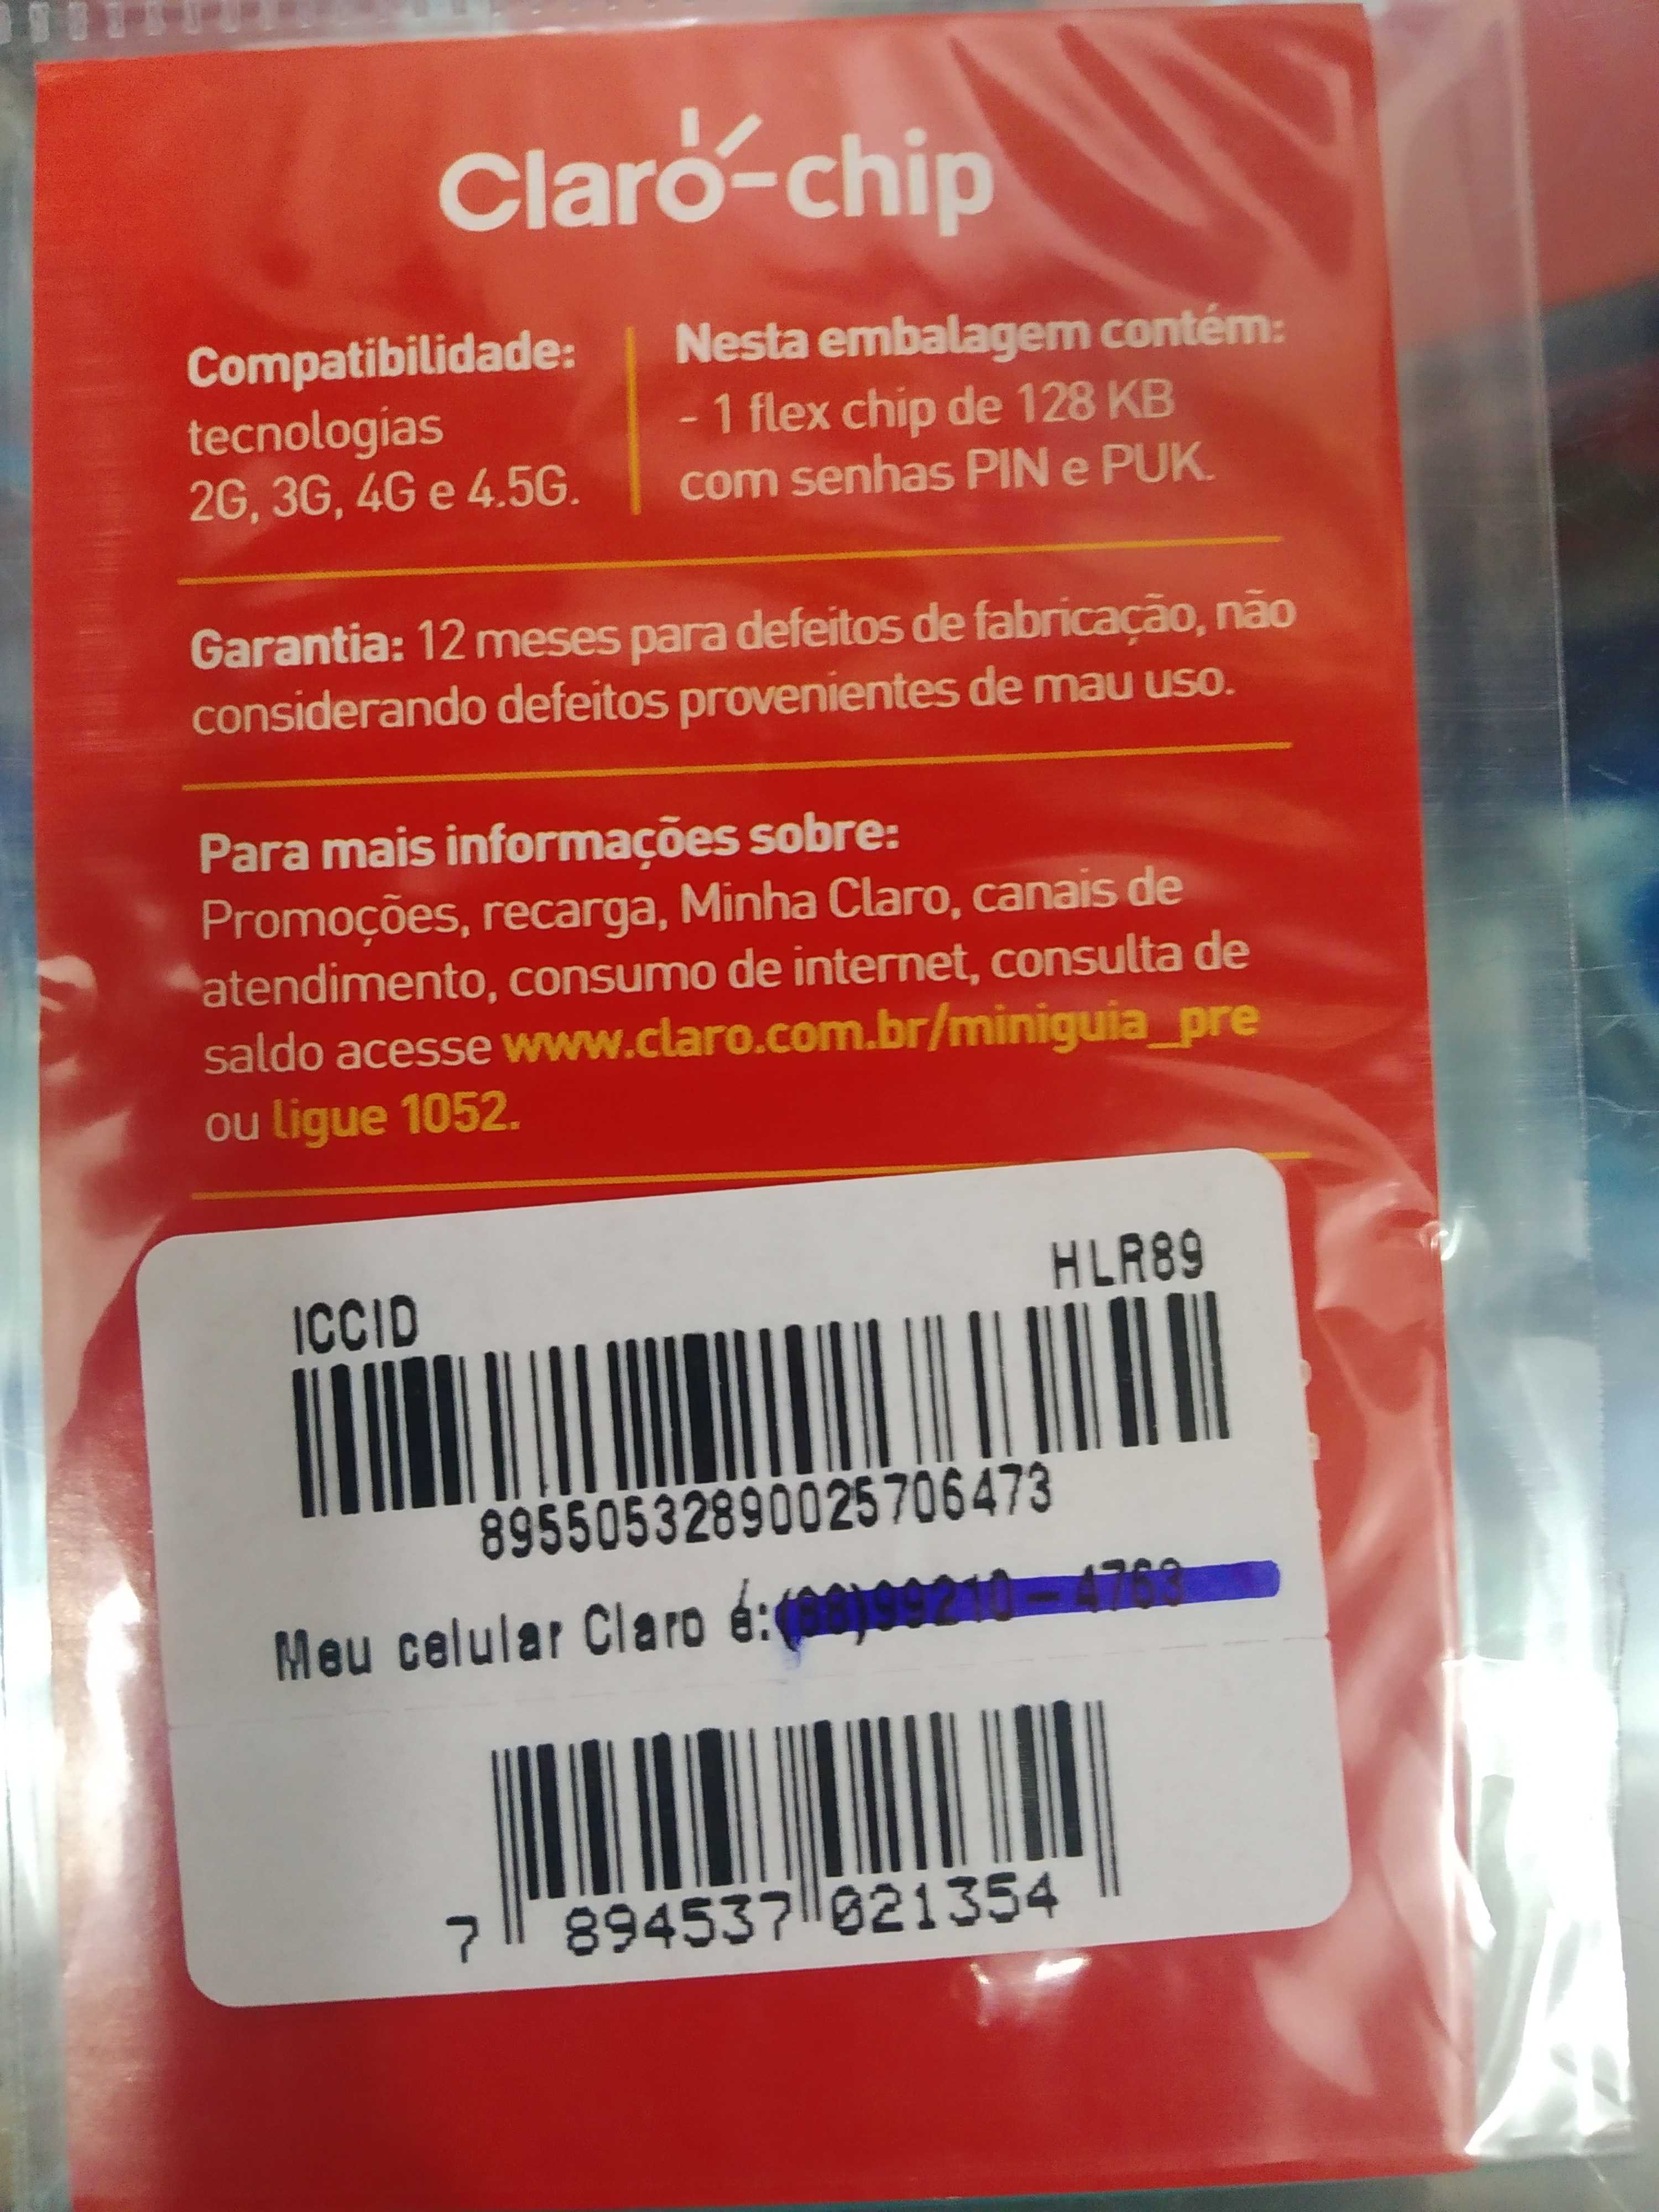 Claro-chip
Compatibilidade:
tecnologias
2G, 3G, 4G e 4.5G.
Nesta embalagem contém:
- 1 flex chip de 128 KB
com senhas PIN e PUK.
Garantia: 12 meses para defeitos de fabricação, não
considerando defeitos provenientes de mau uso.
Para mais informações sobre:
Promoções, recarga, Minha Claro, canais de
atendimento, consumo de internet, consulta de
saldo acesse www.claro.com.br/miniguia_pre
ou ligue 1052.
ICCID
HLR89
89550532890025706473
Meu celular Claro é:
7 894537 021354